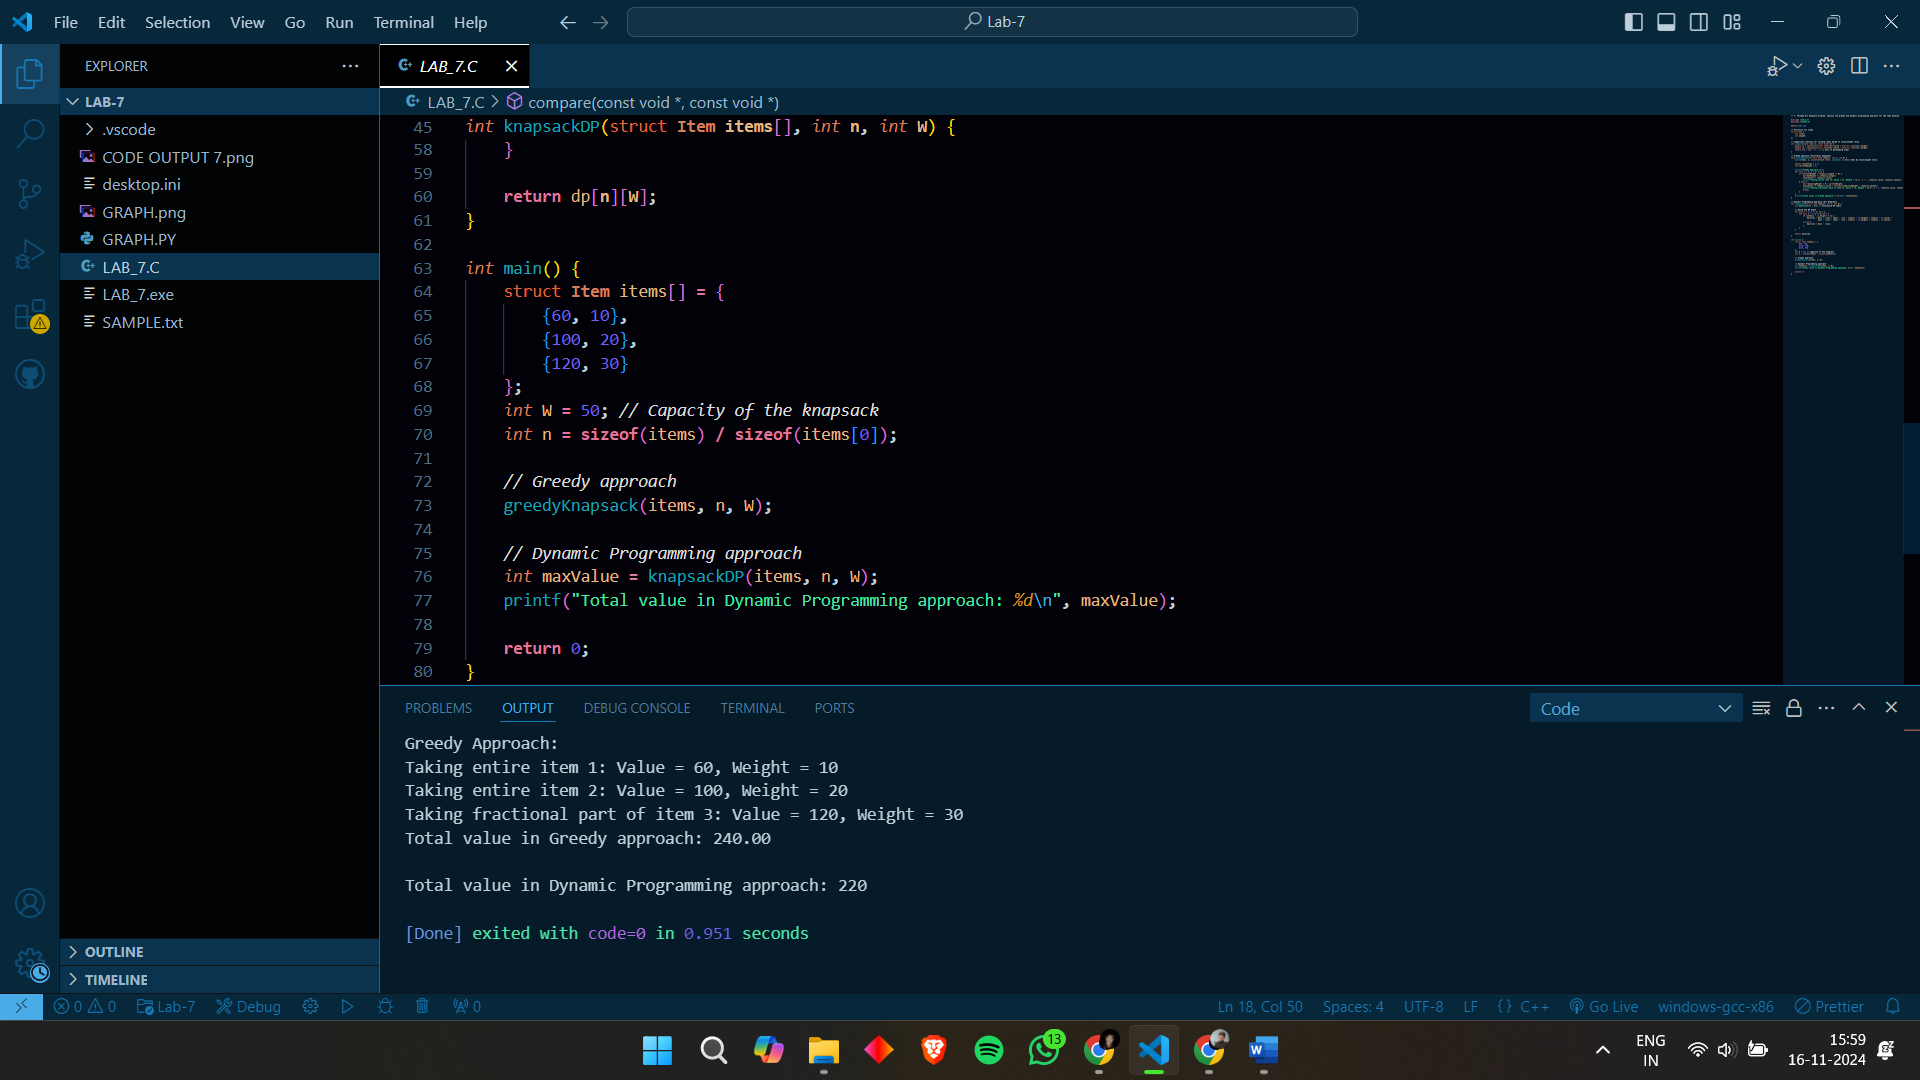 File Edit Selection View Go Run Terminal Help
Lab-7
EXPLORER
LAB-7
.vscode
CODE OUTPUT 7.png
desktop.ini
GRAPH.png
GRAPH.PY
LAB_7.C
LAB_7.exe
SAMPLE.txt
OUTLINE
TIMELINE
LAB_7.C
LAB_7.C > compare(const void *, const void *)
45 int knapsackDP(struct Item items[], int n, int W) {
58 }
59
60 return dp[n][W];
61 }
62
63 int main() {
64 struct Item items[] = {
65 {60, 10},
66 {100, 20},
67 {120, 30}
68 };
69 int W = 50; // Capacity of the knapsack
70 int n = sizeof(items) / sizeof(items[0]);
71
72 // Greedy approach
73 greedyKnapsack(items, n, W);
74
75 // Dynamic Programming approach
76 int maxValue = knapsackDP(items, n, W);
77 printf("Total value in Dynamic Programming approach: %d\n", maxValue);
78
79 return 0;
80 }
PROBLEMS OUTPUT DEBUG CONSOLE TERMINAL PORTS
Code
Greedy Approach:
Taking entire item 1: Value = 60, Weight = 10
Taking entire item 2: Value = 100, Weight = 20
Taking fractional part of item 3: Value = 120, Weight = 30
Total value in Greedy approach: 240.00
Total value in Dynamic Programming approach: 220
[Done] exited with code=0 in 0.951 seconds
0 0 Lab-7 Debug 0
Ln 18, Col 50 Spaces: 4 UTF-8 LF {} C++ Go Live windows-gcc-x86 Prettier
13
W
ENG
IN
15:59
16-11-2024